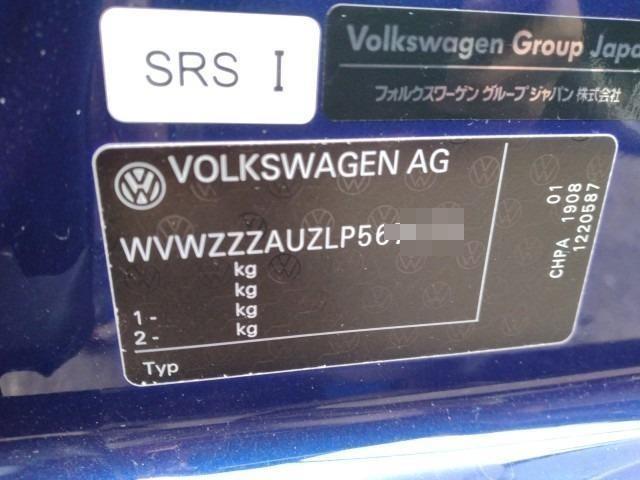 SRS I
Volkswagen Group Japa
フォルクスワーゲン グループ ジャパン 株式会社
VOLKSWAGEN AG
WVWZZZAUZLP567
kg
kg
1 - kg
2 - kg
Typ
01
CHPA 1908
1220587